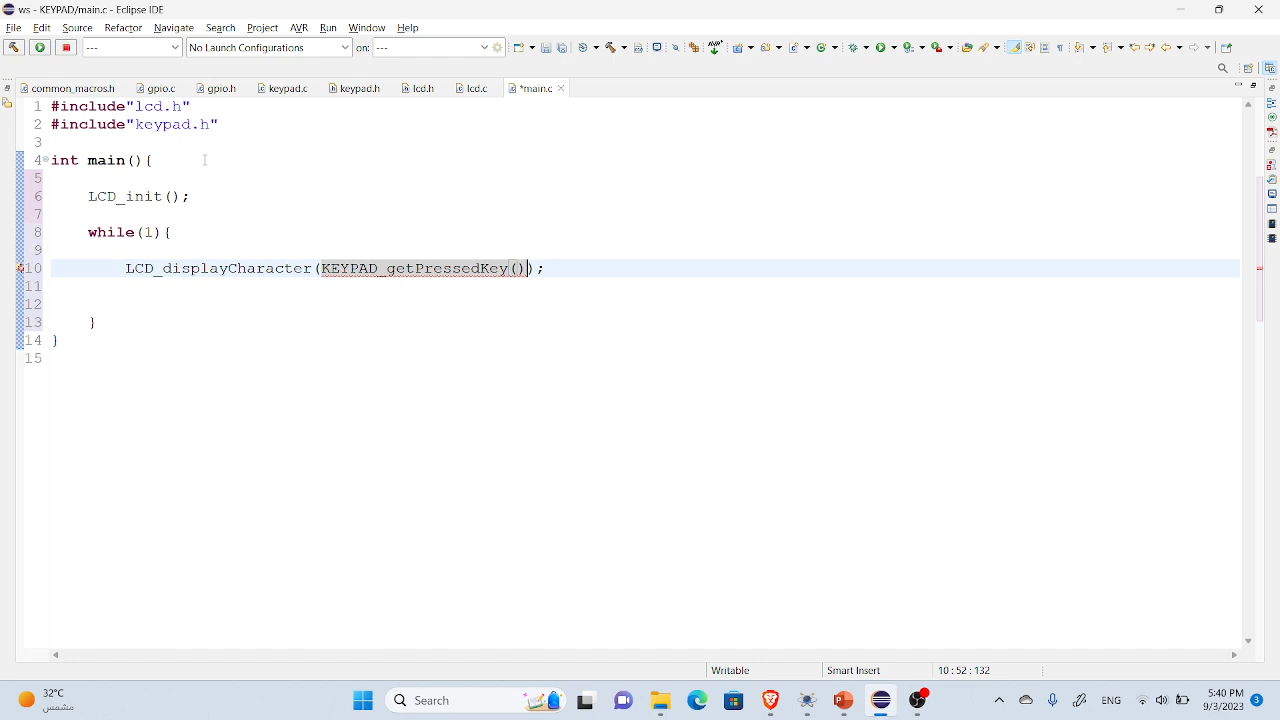 ws - KEYPAD/main.c - Eclipse IDE
File Edit Source Refactor Navigate Search Project AVR Run Window Help
--- No Launch Configurations on: ---
common_macros.h gpio.c gpio.h keypad.c keypad.h lcd.h lcd.c *main.c
1 #include"lcd.h"
2 #include"keypad.h"
3
4 int main(){
5
6 LCD_init();
7
8 while(1){
9
10 LCD_displayCharacter(KEYPAD_getPressedKey());
11
12
13 }
14 }
15
Writable Smart Insert 10 : 52 : 132
32°C
مشمس
Search
ENG
5:40 PM
9/3/2023
3